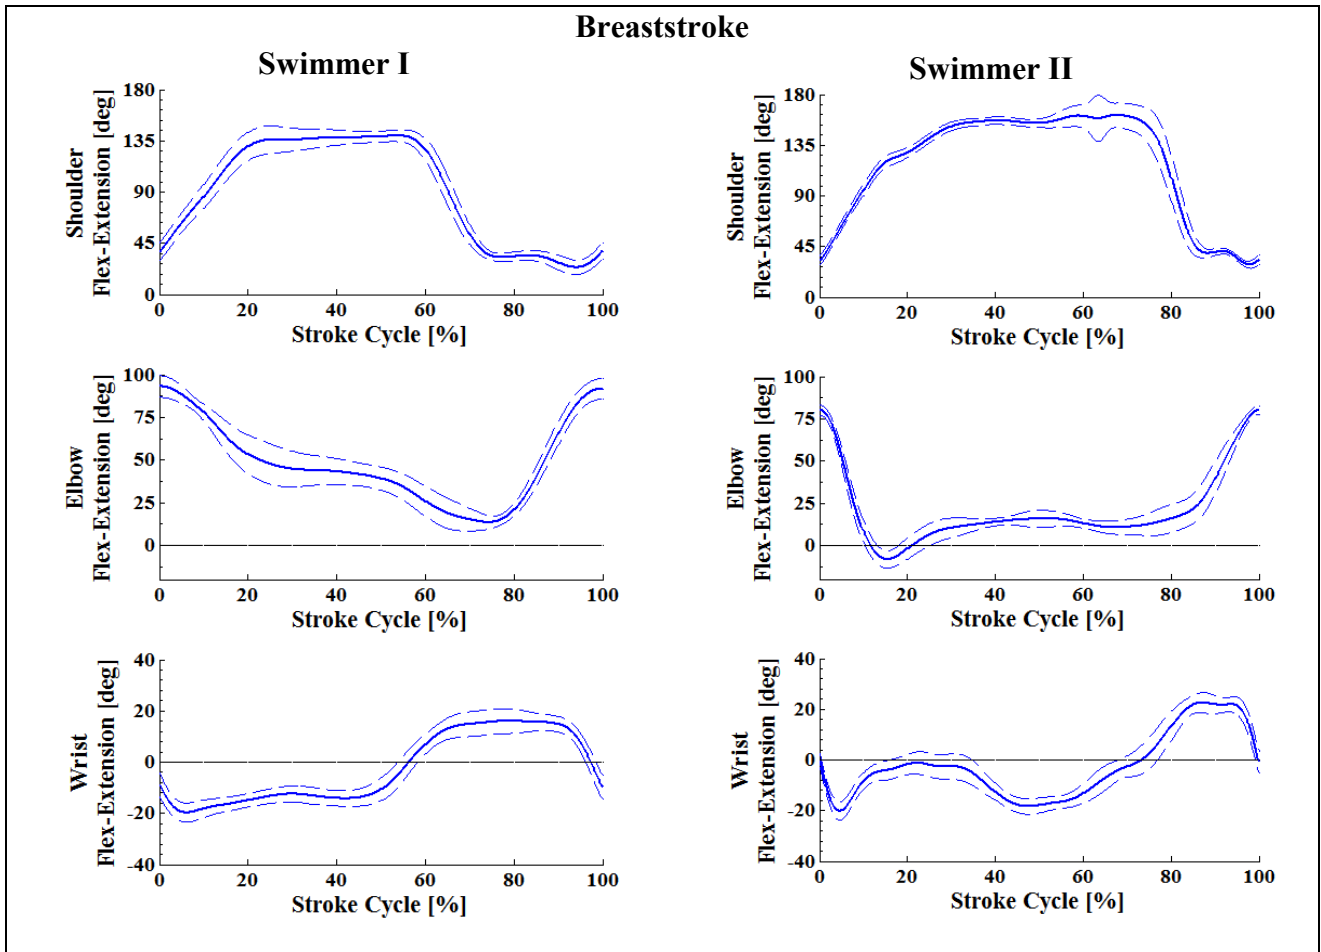 Breaststroke
Swimmer I
Swimmer II
Shoulder
Flex-Extension [deg]
180
135
90
45
0
0 20 40 60 80 100
Stroke Cycle [%]
Shoulder
Flex-Extension [deg]
180
135
90
45
0
0 20 40 60 80 100
Stroke Cycle [%]
Elbow
Flex-Extension [deg]
100
75
50
25
0
0 20 40 60 80 100
Stroke Cycle [%]
Elbow
Flex-Extension [deg]
100
75
50
25
0
0 20 40 60 80 100
Stroke Cycle [%]
Wrist
Flex-Extension [deg]
40
20
0
-20
-40
0 20 40 60 80 100
Stroke Cycle [%]
Wrist
Flex-Extension [deg]
40
20
0
-20
-40
0 20 40 60 80 100
Stroke Cycle [%]